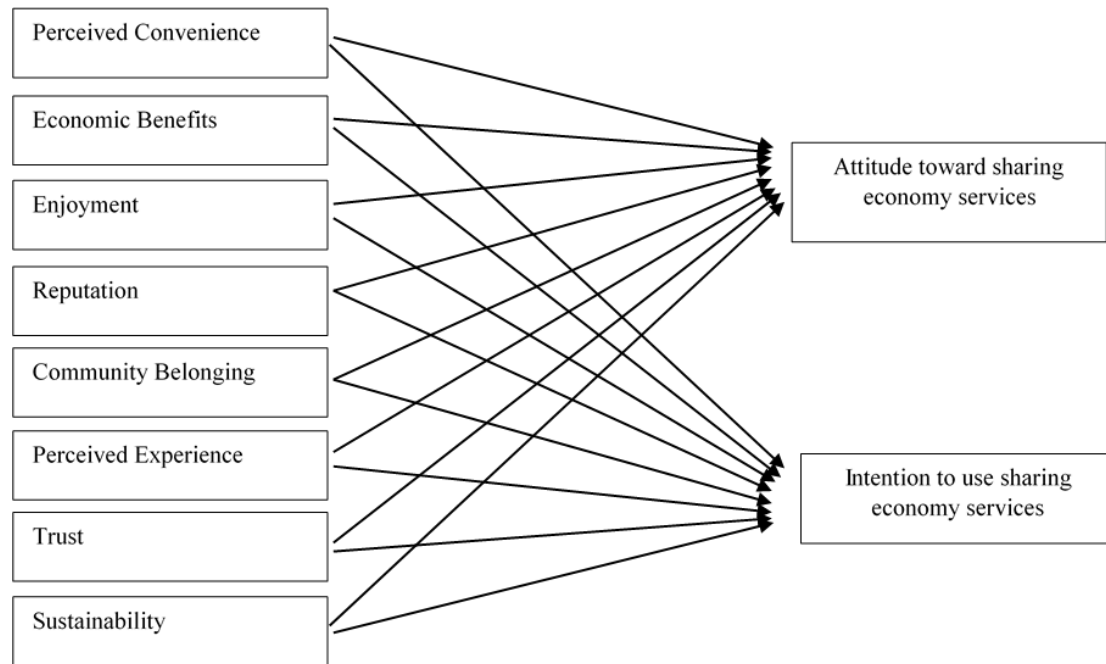 Perceived Convenience
Economic Benefits
Enjoyment
Reputation
Community Belonging
Perceived Experience
Trust
Sustainability
Attitude toward sharing
economy services
Intention to use sharing
economy services